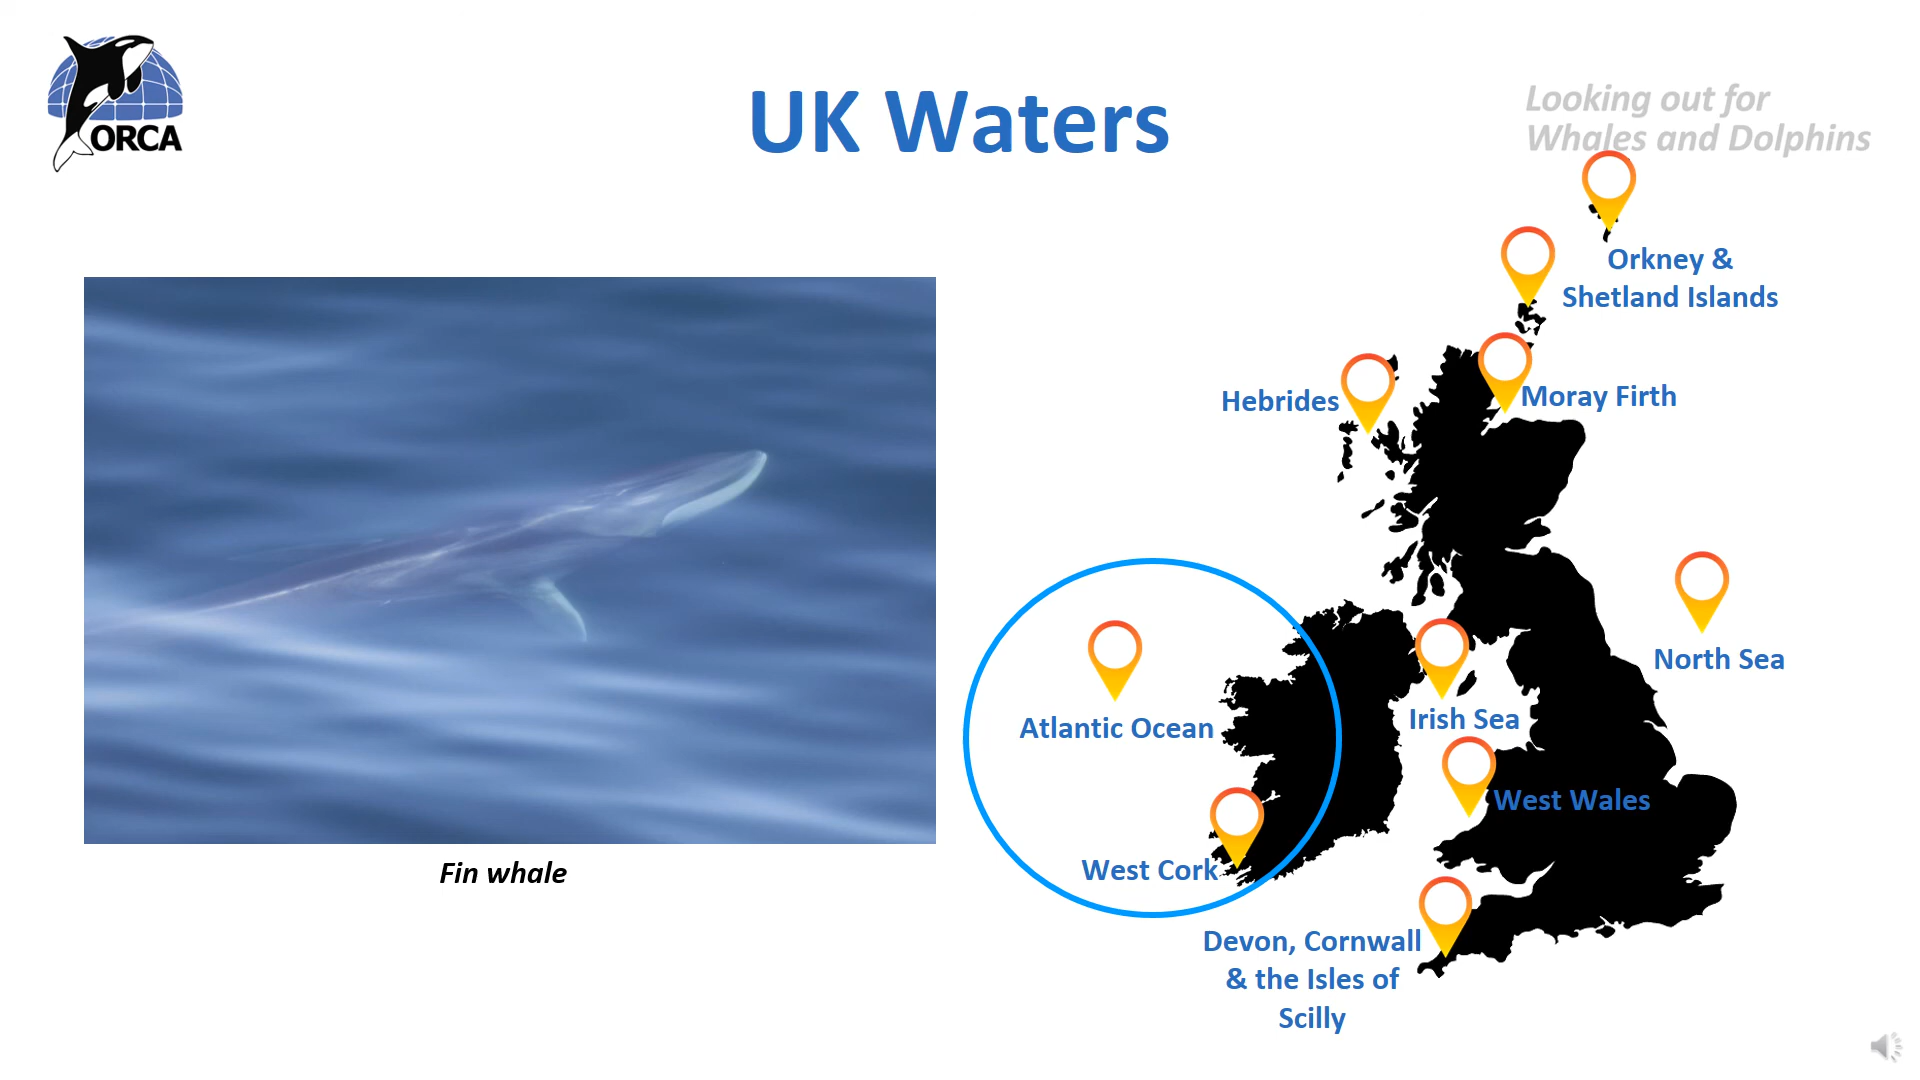 ORCA
UK Waters
Looking out for
Whales and Dolphins
Orkney &
Shetland Islands
Hebrides
Moray Firth
North Sea
Atlantic Ocean
Irish Sea
West Wales
West Cork
Fin whale
Devon, Cornwall
& the Isles of
Scilly